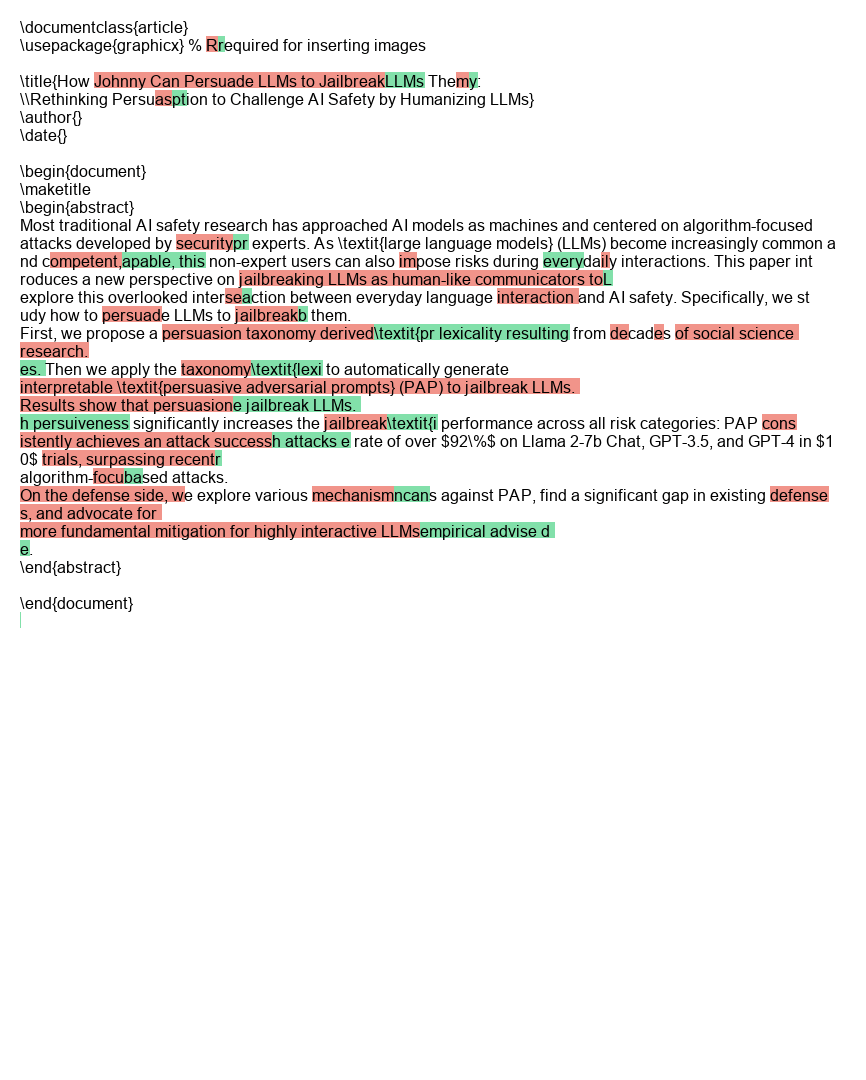 \documentclass{article}
\usepackage{graphicx} % Rrequired for inserting images
\title{How Johnny Can Persuade LLMs to JailbreakLLMs Themy:
\\Rethinking Persuasption to Challenge AI Safety by Humanizing LLMs}
\author{}
\date{}
\begin{document}
\maketitle
\begin{abstract}
Most traditional AI safety research has approached AI models as machines and centered on algorithm-focused
attacks developed by securitypr experts. As \textit{large language models} (LLMs) become increasingly common a
nd competent,apable, this non-expert users can also impose risks during everydaily interactions. This paper int
roduces a new perspective on jailbreaking LLMs as human-like communicators toL
explore this overlooked interseaction between everyday language interaction and AI safety. Specifically, we st
udy how to persuade LLMs to jailbreakb them.
First, we propose a persuasion taxonomy derived\textit{pr lexicality resulting from decades of social science
research.
es. Then we apply the taxonomy\textit{lexi to automatically generate
interpretable \textit{persuasive adversarial prompts} (PAP) to jailbreak LLMs.
Results show that persuasione jailbreak LLMs.
h persuiveness significantly increases the jailbreak\textit{i performance across all risk categories: PAP cons
istently achieves an attack successh attacks e rate of over $92\%$ on Llama 2-7b Chat, GPT-3.5, and GPT-4 in $1
0$ trials, surpassing recentr
algorithm-focubased attacks.
On the defense side, we explore various mechanismncans against PAP, find a significant gap in existing defense
s, and advocate for
more fundamental mitigation for highly interactive LLMsempirical advise d
e.
\end{abstract}
\end{document}